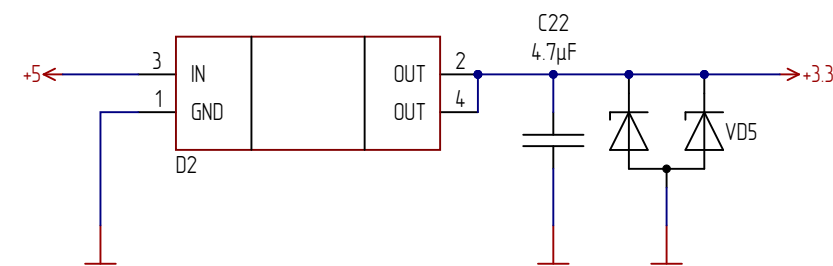 C22
4.7µF
+5
3
IN
OUT
2
+3.3
1
GND
OUT
4
VD5
D2